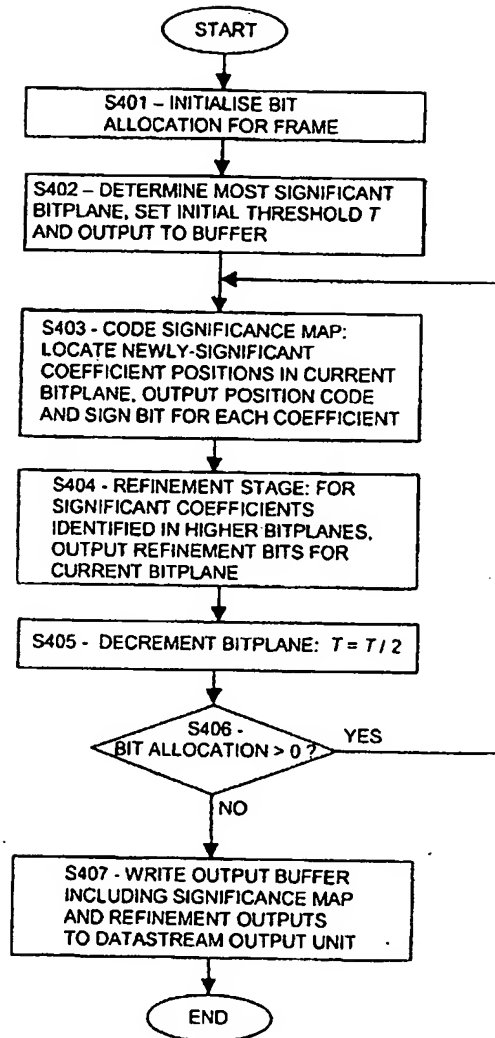 START
S401 – INITIALISE BIT
ALLOCATION FOR FRAME
S402 – DETERMINE MOST SIGNIFICANT
BITPLANE, SET INITIAL THRESHOLD T
AND OUTPUT TO BUFFER
S403 - CODE SIGNIFICANCE MAP:
LOCATE NEWLY-SIGNIFICANT
COEFFICIENT POSITIONS IN CURRENT
BITPLANE, OUTPUT POSITION CODE
AND SIGN BIT FOR EACH COEFFICIENT
S404 - REFINEMENT STAGE: FOR
SIGNIFICANT COEFFICIENTS
IDENTIFIED IN HIGHER BITPLANES,
OUTPUT REFINEMENT BITS FOR
CURRENT BITPLANE
S405 - DECREMENT BITPLANE: T = T / 2
S406 -
BIT ALLOCATION > 0 ?
YES
NO
S407 - WRITE OUTPUT BUFFER
INCLUDING SIGNIFICANCE MAP
AND REFINEMENT OUTPUTS
TO DATASTREAM OUTPUT UNIT
END